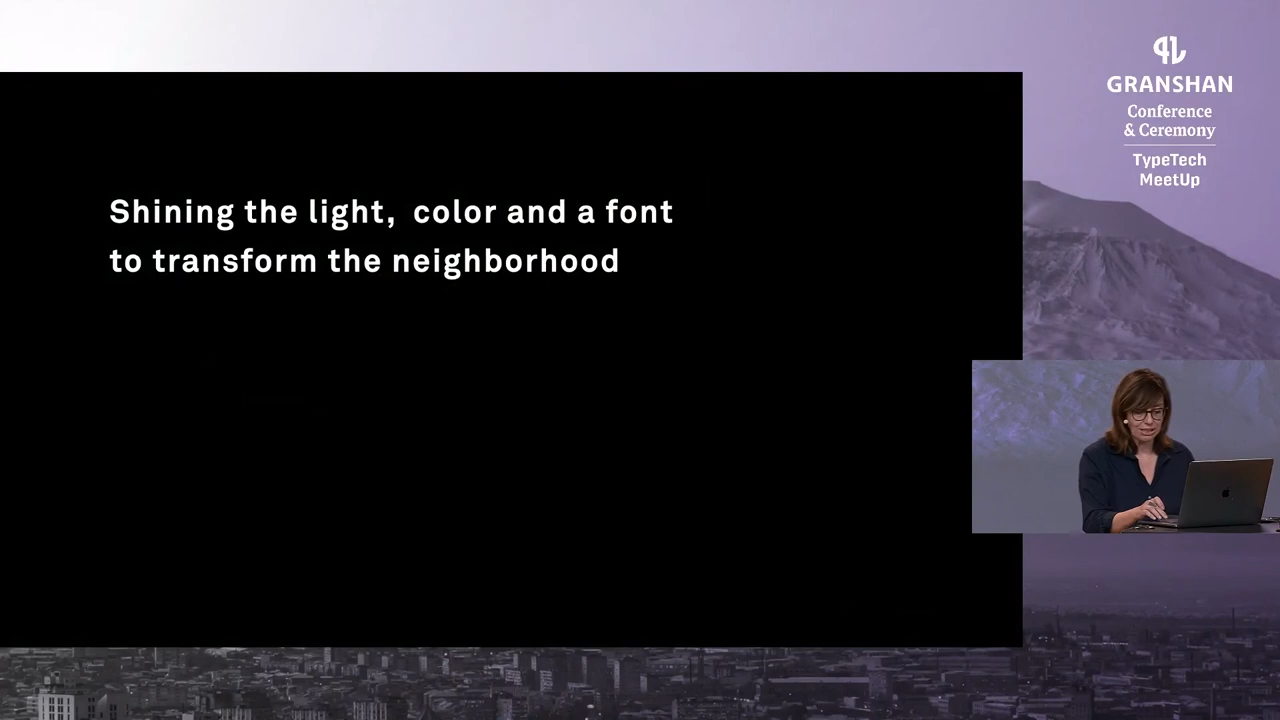 GRANSHAN
Conference
& Ceremony
TypeTech
MeetUp
Shining the light,  color and a font
to transform the neighborhood